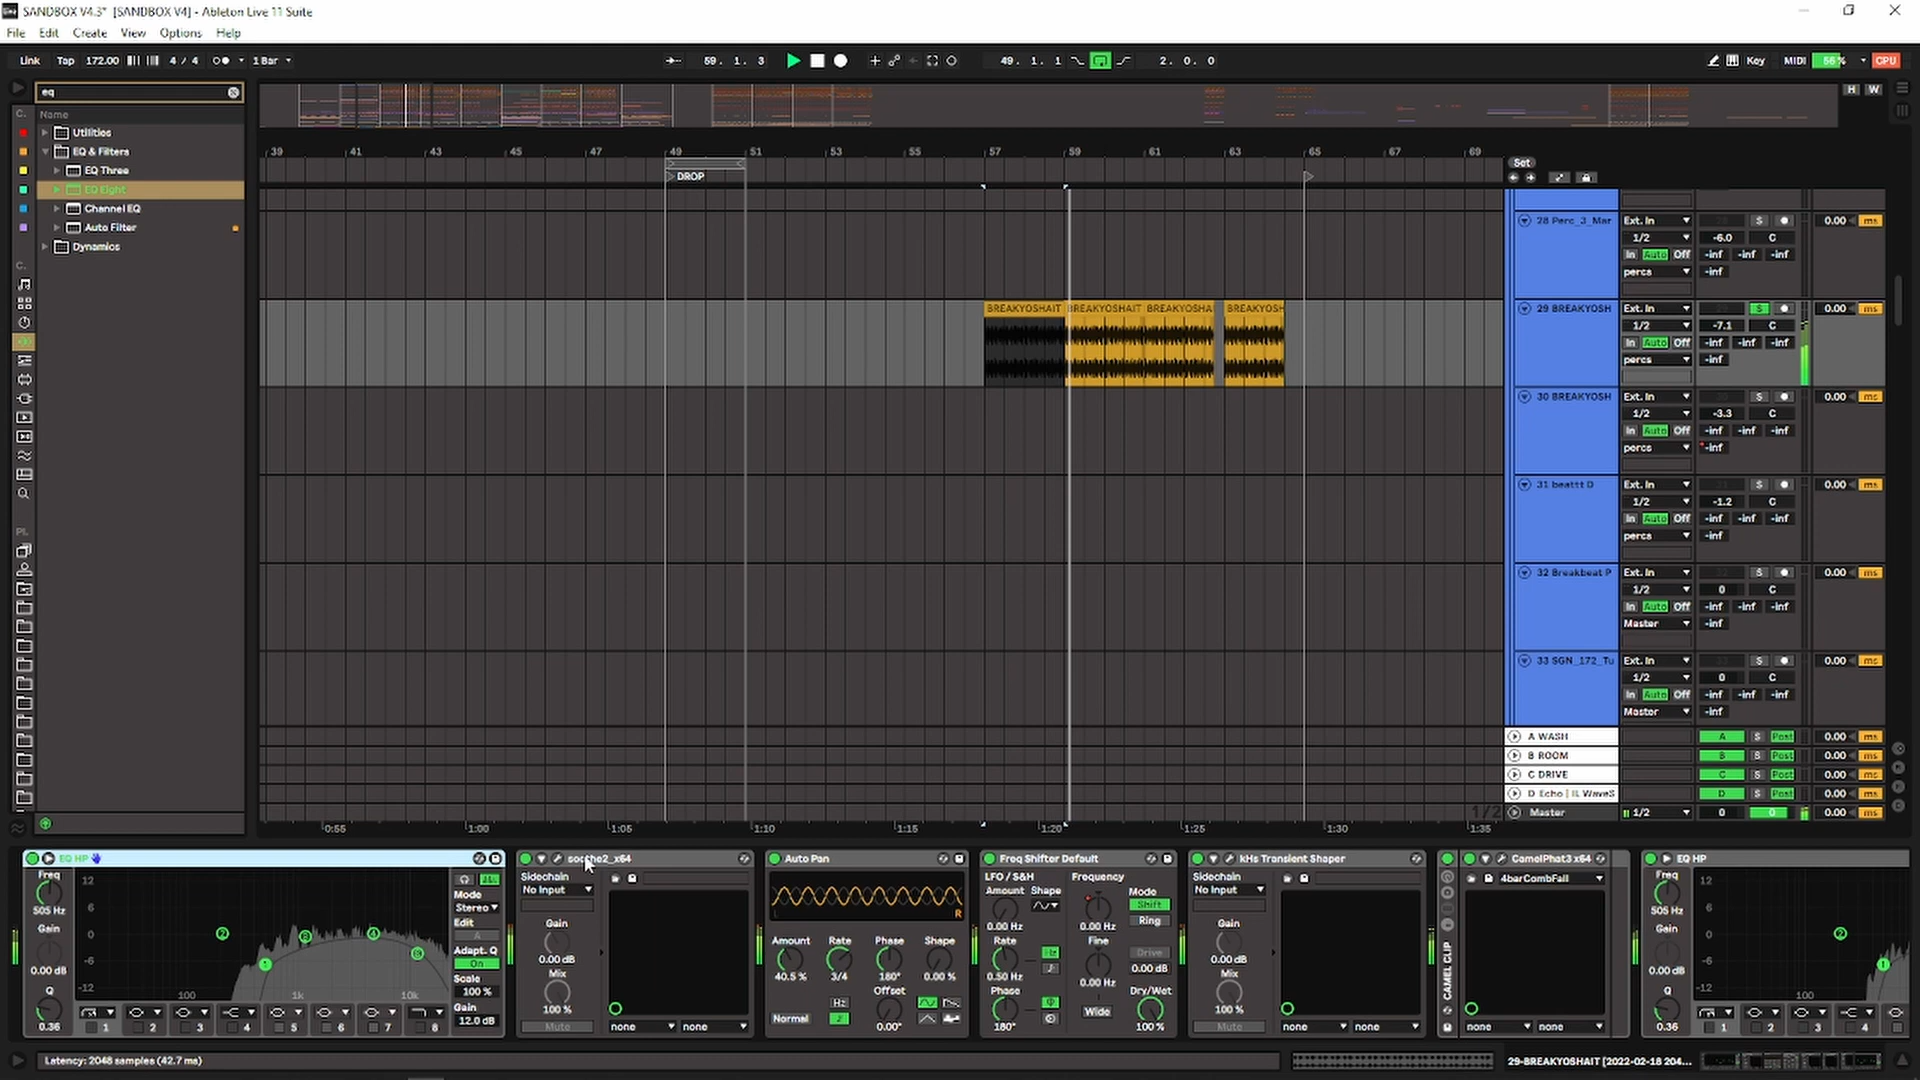 SANDBOX V4.3* [SANDBOX V4] - Ableton Live 11 Suite
File Edit Create View Options Help
Link Tap 172.00 4 / 4 1 Bar 59. 1. 3 49. 1. 1 2. 0. 0 Key MIDI 56 % CPU
eq H W
C. Name
Utilities
EQ & Filters
EQ Three
EQ Eight
Channel EQ
Auto Filter
Dynamics
C.
Pl.
39 41 43 45 47 49 51 53 55 57 59 61 63 65 67 69
Set
DROP
28 Perc_3_Mar Ext. In S 0.00 ms
1/2 -6.0 C
In Auto Off -inf -inf -inf
percs -inf
BREAKYOSHAIT BREAKYOSHAIT BREAKYOSHA BREAKYOSH
29 BREAKYOSH Ext. In S 0.00 ms
1/2 -7.1 C
In Auto Off -inf -inf -inf
percs -inf
30 BREAKYOSH Ext. In S 0.00 ms
1/2 -3.3 C
In Auto Off -inf -inf -inf
percs -inf
31 beattt D Ext. In S 0.00 ms
1/2 -1.2 C
In Auto Off -inf -inf -inf
percs -inf
32 Breakbeat P Ext. In S 0.00 ms
1/2 0 C
In Auto Off -inf -inf -inf
Master -inf
33 SGN_172_Tu Ext. In S 0.00 ms
1/2 0 C
In Auto Off -inf -inf -inf
Master -inf
A WASH A S Post 0.00 ms
B ROOM B S Post 0.00 ms
C DRIVE C S Post 0.00 ms
D Echo | IL WaveS D S Post 0.00 ms
1/2 Master 1/2 0 0 0.00 ms
0:55 1:00 1:05 1:10 1:15 1:20 1:25 1:30 1:35
EQ HP
Freq
505 Hz
Gain
0.00 dB
Q
0.36
12
6
0
-6
-12
100 1k 10k
1 2 3 4 5 6 7 8
Mode
Stereo
Edit
A
Adapt. Q
On
Scale
100 %
Gain
12.0 dB
soothe2_x64
Sidechain
No Input
Gain
0.00 dB
Mix
100 %
Mute none none
Auto Pan
R
Amount Rate Phase Shape
40.5 % 3/4 180° 0.00 %
Hz Offset
Normal 0.00°
Freq Shifter Default
LFO / S&H Frequency
Amount Shape Mode
Shift
Ring
0.00 Hz 0.00 Hz
Rate Fine
Hz Drive
0.50 Hz 0.00 dB
0.00 Hz
Phase Dry/Wet
Wide
180° 100 %
kHs Transient Shaper
Sidechain
No Input
Gain
0.00 dB
Mix
100 %
Mute none none
CAMEL CLIP
CamelPhat3 x64
4barCombFall
none none
EQ HP
Freq
505 Hz
Gain
0.00 dB
Q
0.36
12
6
0
-6
-12
100
1 2 3 4
Latency: 2048 samples (42.7 ms)
29-BREAKYOSHAIT [2022-02-18 204...